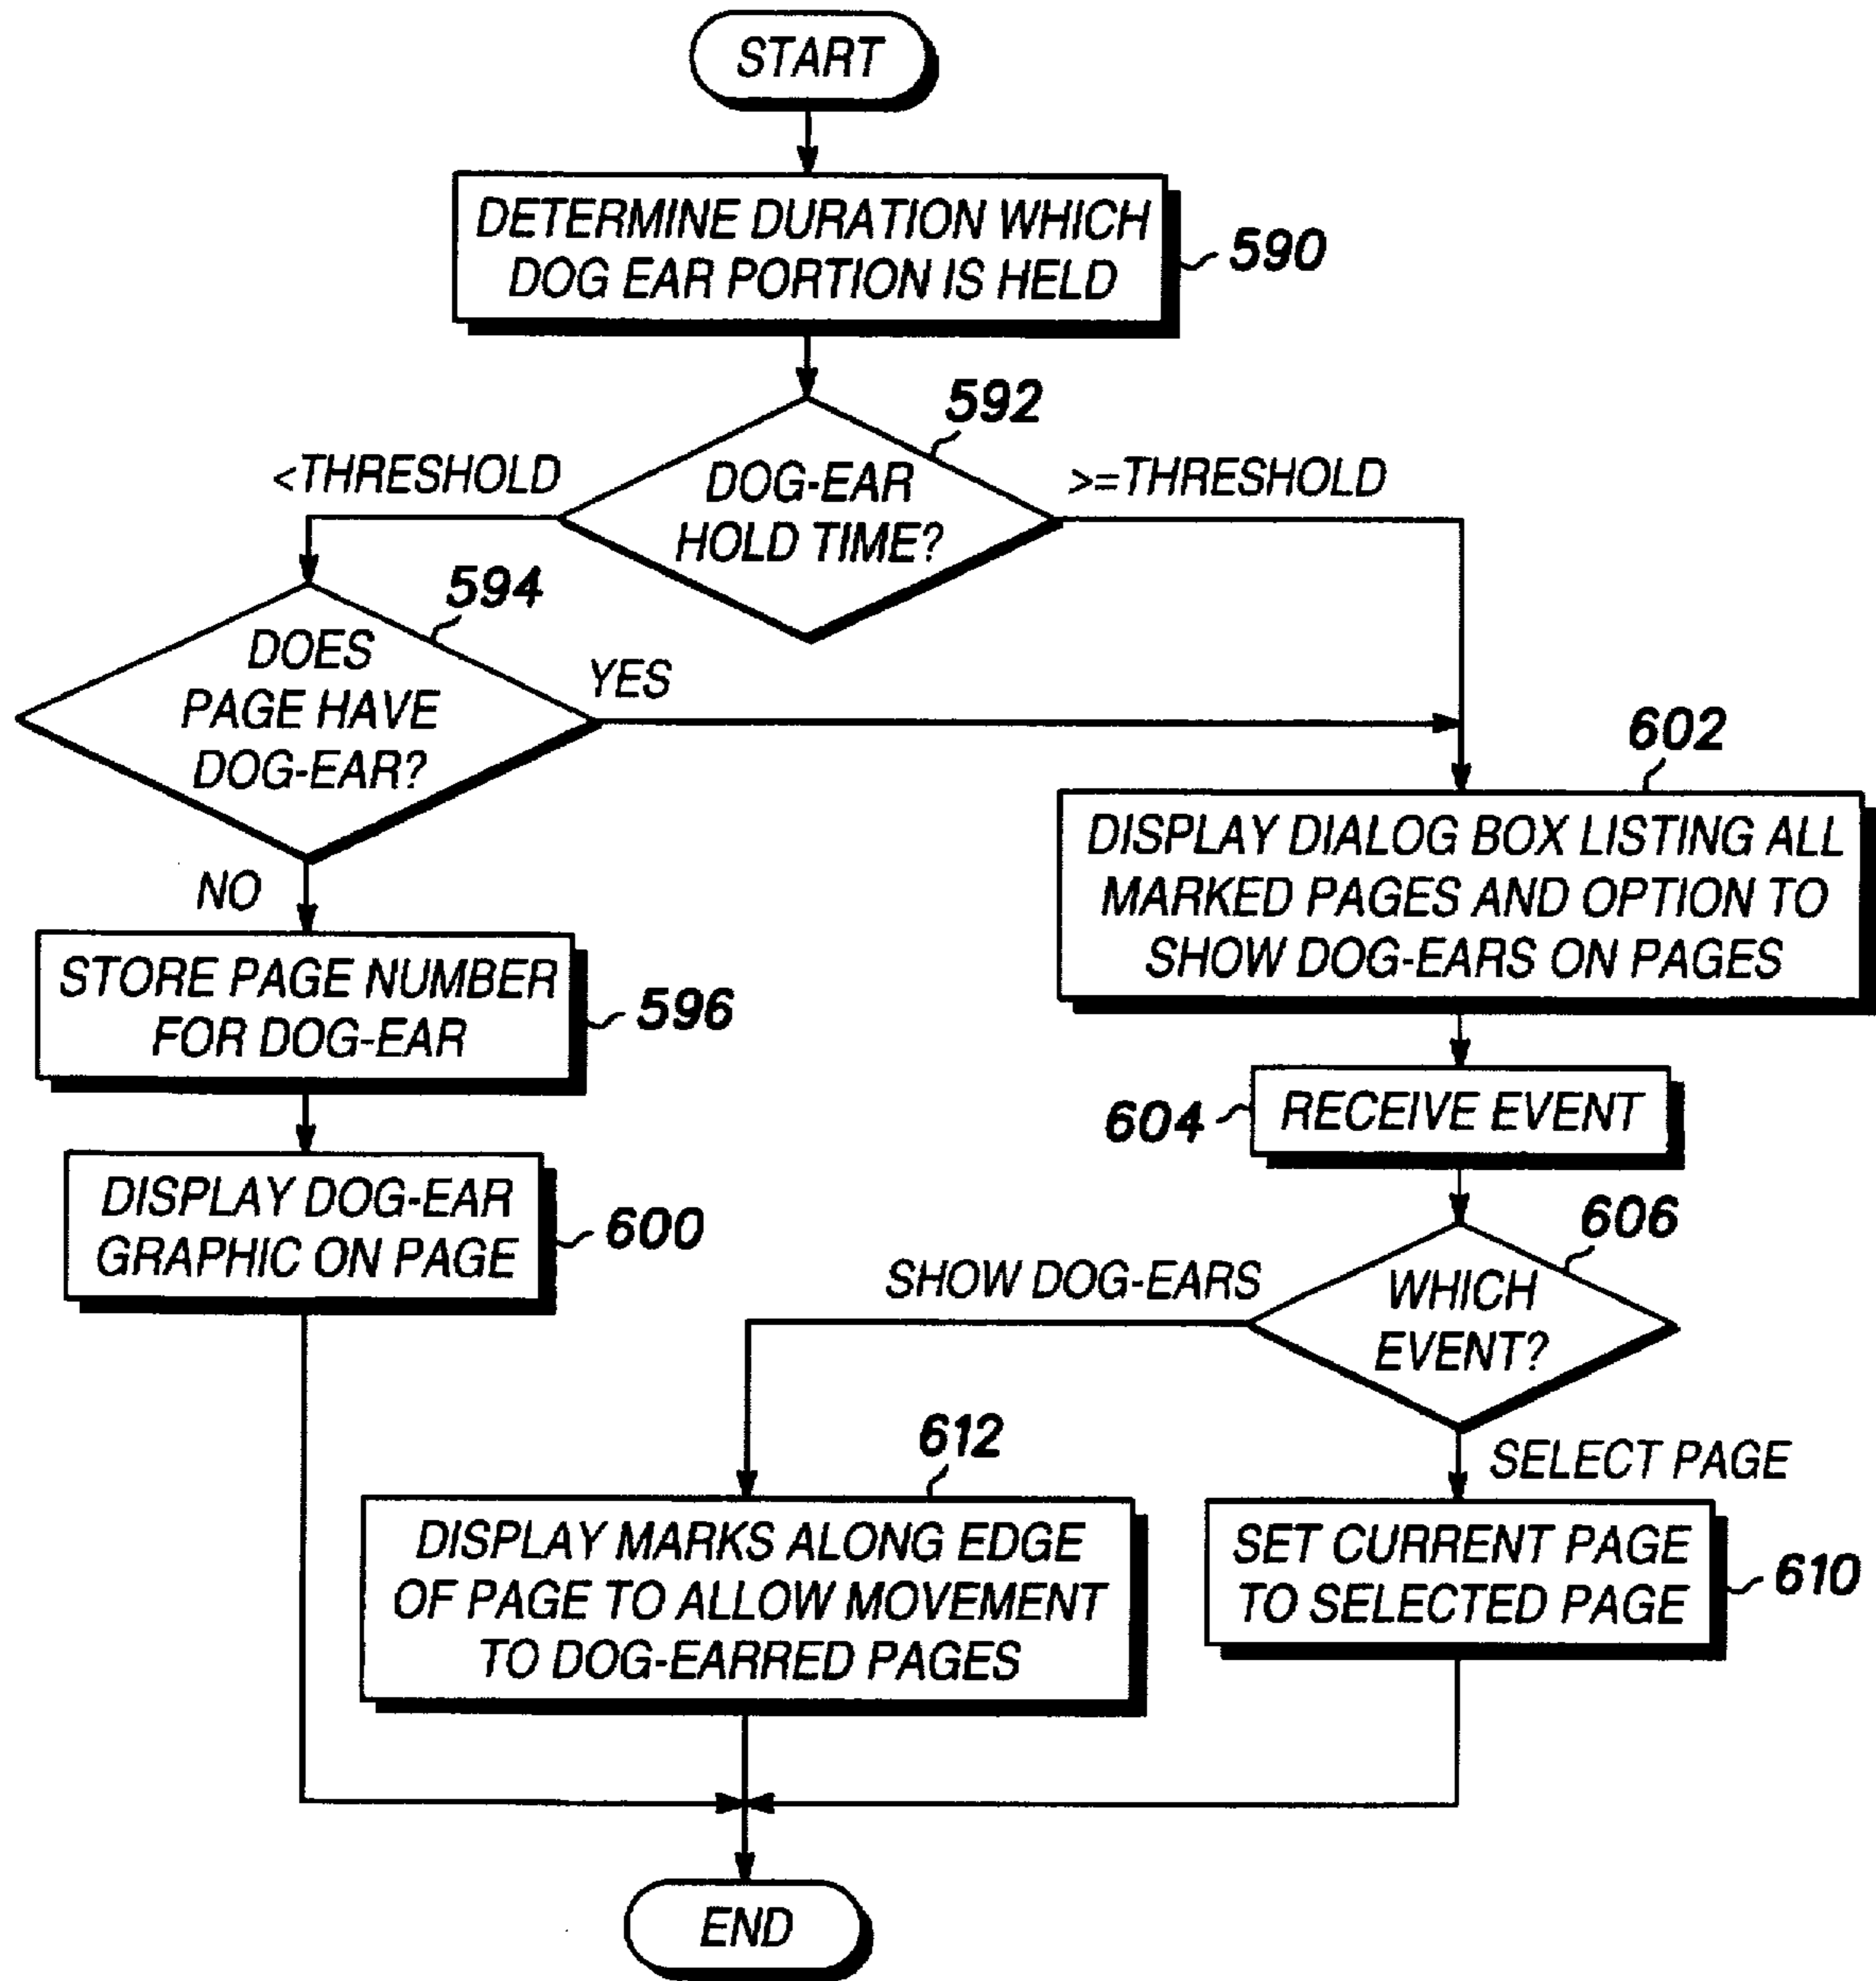 START
DETERMINE DURATION WHICH
DOG EAR PORTION IS HELD
590
592
<THRESHOLD
DOG-EAR
HOLD TIME?
>=THRESHOLD
594
DOES
PAGE HAVE
DOG-EAR?
YES
NO
602
DISPLAY DIALOG BOX LISTING ALL
MARKED PAGES AND OPTION TO
SHOW DOG-EARS ON PAGES
STORE PAGE NUMBER
FOR DOG-EAR
596
604
RECEIVE EVENT
DISPLAY DOG-EAR
GRAPHIC ON PAGE
600
606
SHOW DOG-EARS
WHICH
EVENT?
SELECT PAGE
612
DISPLAY MARKS ALONG EDGE
OF PAGE TO ALLOW MOVEMENT
TO DOG-EARRED PAGES
SET CURRENT PAGE
TO SELECTED PAGE
610
END